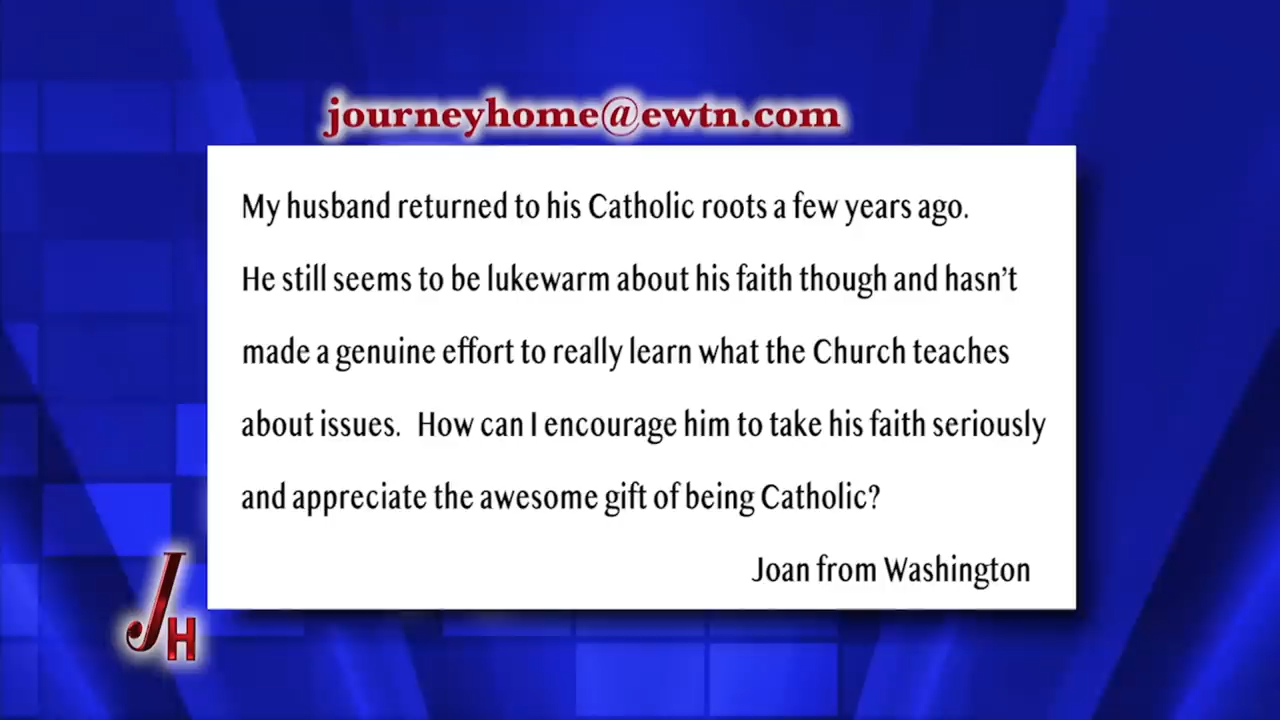 journeyhome@ewtn.com
My husband returned to his Catholic roots a few years ago.
He still seems to be lukewarm about his faith though and hasn't
made a genuine effort to really learn what the Church teaches
about issues.  How can I encourage him to take his faith seriously
and appreciate the awesome gift of being Catholic?
Joan from Washington
JH